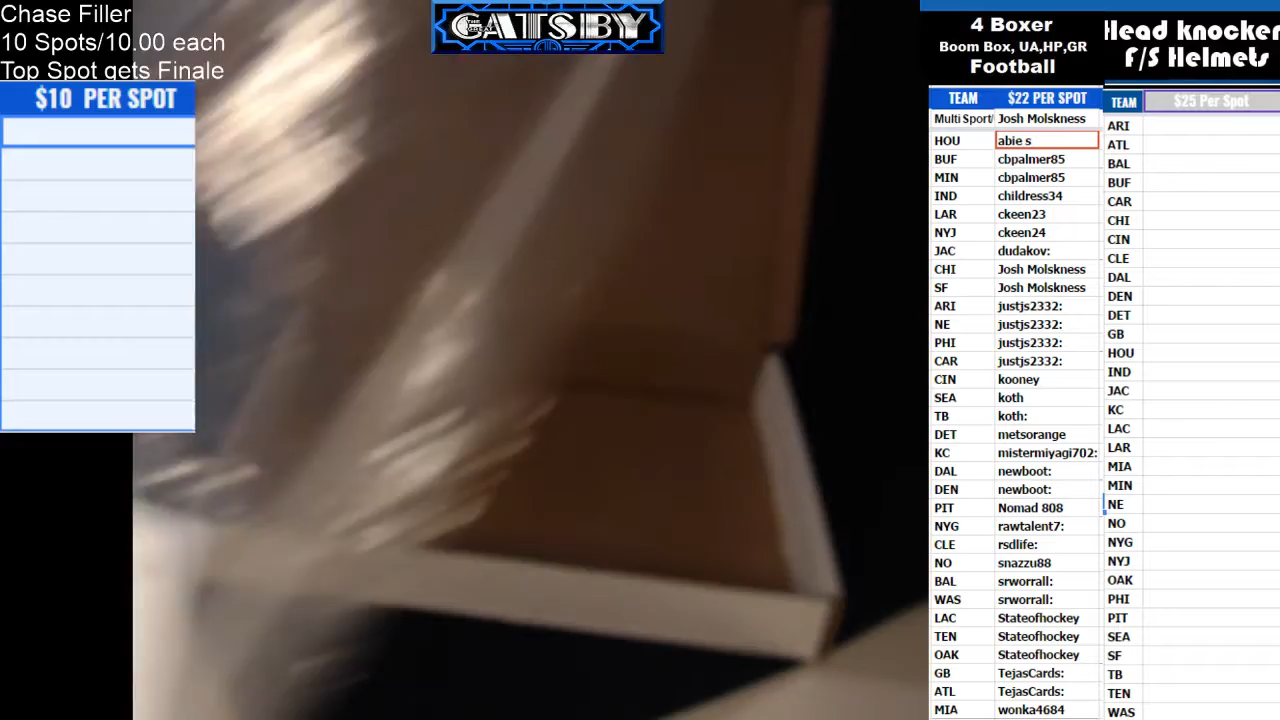 Chase Filler
10 Spots/10.00 each
Top Spot gets Finale
$10 PER SPOT
THE GREAT
GATSBY
4 Boxer
Boom Box, UA,HP,GR
Football
TEAM $22 PER SPOT
Multi Sport/ Josh Molskness
HOU abie s
BUF cbpalmer85
MIN cbpalmer85
IND childress34
LAR ckeen23
NYJ ckeen24
JAC dudakov:
CHI Josh Molskness
SF Josh Molskness
ARI justjs2332:
NE justjs2332:
PHI justjs2332:
CAR justjs2332:
CIN kooney
SEA koth
TB koth:
DET metsorange
KC mistermiyagi702:
DAL newboot:
DEN newboot:
PIT Nomad 808
NYG rawtalent7:
CLE rsdlife:
NO snazzu88
BAL srworrall:
WAS srworrall:
LAC Stateofhockey
TEN Stateofhockey
OAK Stateofhockey
GB TejasCards:
ATL TejasCards:
MIA wonka4684
Head knocker
F/S Helmets
TEAM $25 Per Spot
ARI
ATL
BAL
BUF
CAR
CHI
CIN
CLE
DAL
DEN
DET
GB
HOU
IND
JAC
KC
LAC
LAR
MIA
MIN
NE
NO
NYG
NYJ
OAK
PHI
PIT
SEA
SF
TB
TEN
WAS